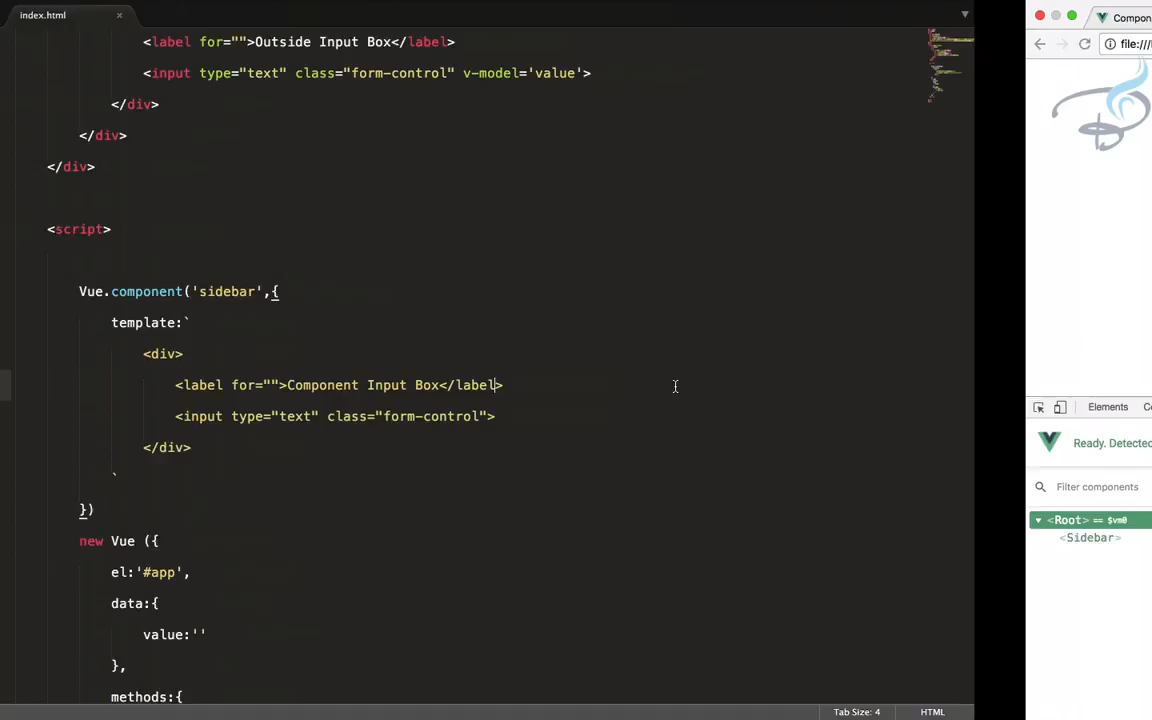 index.html
<label for="">Outside Input Box</label>
<input type="text" class="form-control" v-model='value'>
</div>
</div>
</div>
<script>
Vue.component('sidebar',{
template:`
<div>
<label for="">Component Input Box</label>
<input type="text" class="form-control">
</div>
`
})
new Vue ({
el:'#app',
data:{
value:''
},
methods:{
Tab Size: 4
HTML
Compon
file:///
Elements
Ready. Detected
Filter components
<Root> == $vm0
<Sidebar>